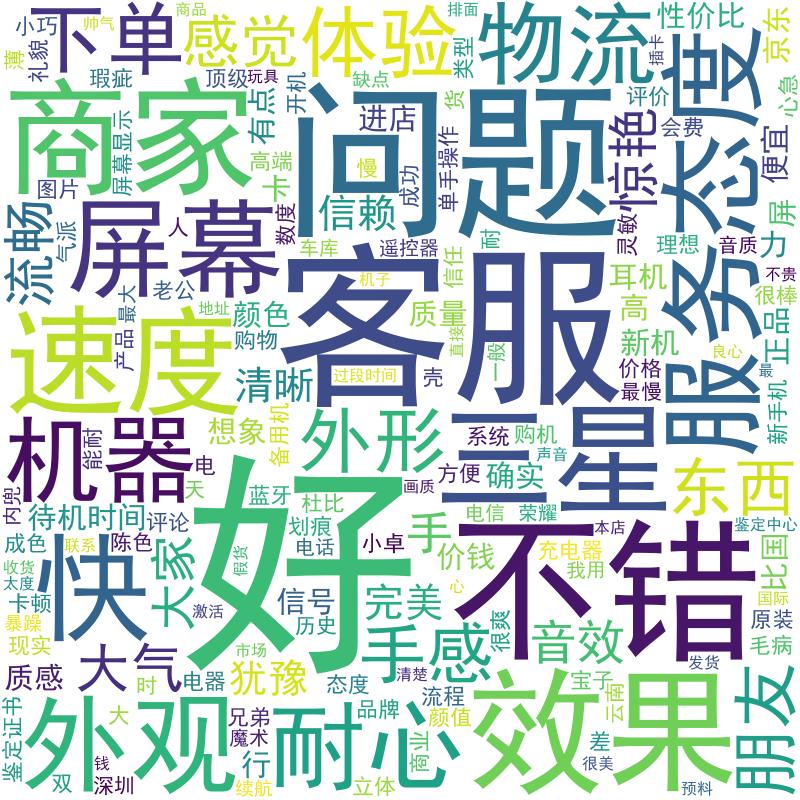 小巧
帅气
商品
薄
礼貌
下单
感觉
体验
物流
类型
插卡
性价比
京东
瑕疵
顶级
玩具
开机
缺点
货
评价
心急
商家
有点
问题
进店
单手操作
会费
态度
便宜
屏幕显示
高端
慢
成功
惊艳
图片
卡
信赖
灵敏
屏
流畅
气派
屏幕
人
数度
车库
遥控器
耐
信任
理想
音质
力
老公
机子
客服
耳机
不贵
很棒
服务
最大
地址
颜色
质量
直接
高
正品
产品
速度
购物
一般
新机
良心
清晰
过段时间
壳
价格
最慢
最
新手机
机器
想象
备用机
外形
三星
系统
购机
声音
能耐
电
方便
确实
东西
内兜
天
好
蓝牙
杜比
画质
不错
待机时间
评论
划痕
手
电信
荣耀
本店
鉴定中心
成色
联系
陈色
快
大家
假货
电话
小卓
价钱
充电器
我用
比国
收货
太度
卡顿
激活
信号
完美
心
国际
暴躁
历史
很爽
音效
原装
现实
手感
毛病
市场
质感
大气
时
电器
犹豫
态度
清楚
流程
宝子
发货
朋友
鉴定证书
外观
大
兄弟
魔术
耐心
品牌
颜值
效果
云南
行
商业
差
双
钱
深圳
续航
立体
很美
预料